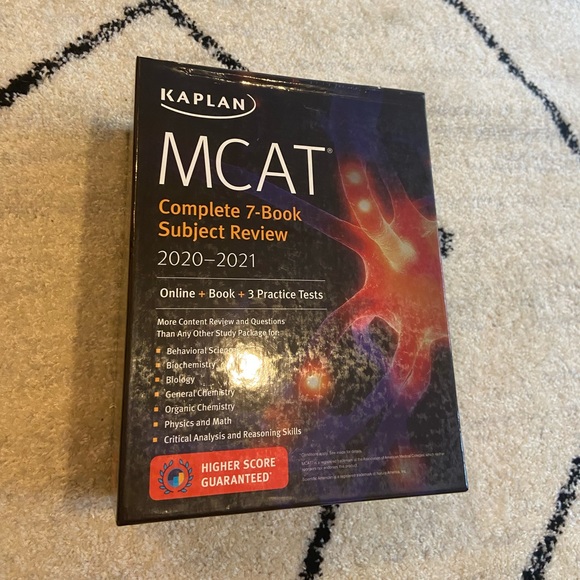 KAPLAN
MCAT®
Complete 7-Book
Subject Review
2020–2021
Online + Book + 3 Practice Tests
More Content Review and Questions
Than Any Other Study Package for:
Behavioral
Biochemistry
Biology
General Chemistry
Organic Chemistry
Physics and Math
Critical Analysis and Reasoning Skills
HIGHER SCORE
GUARANTEED*